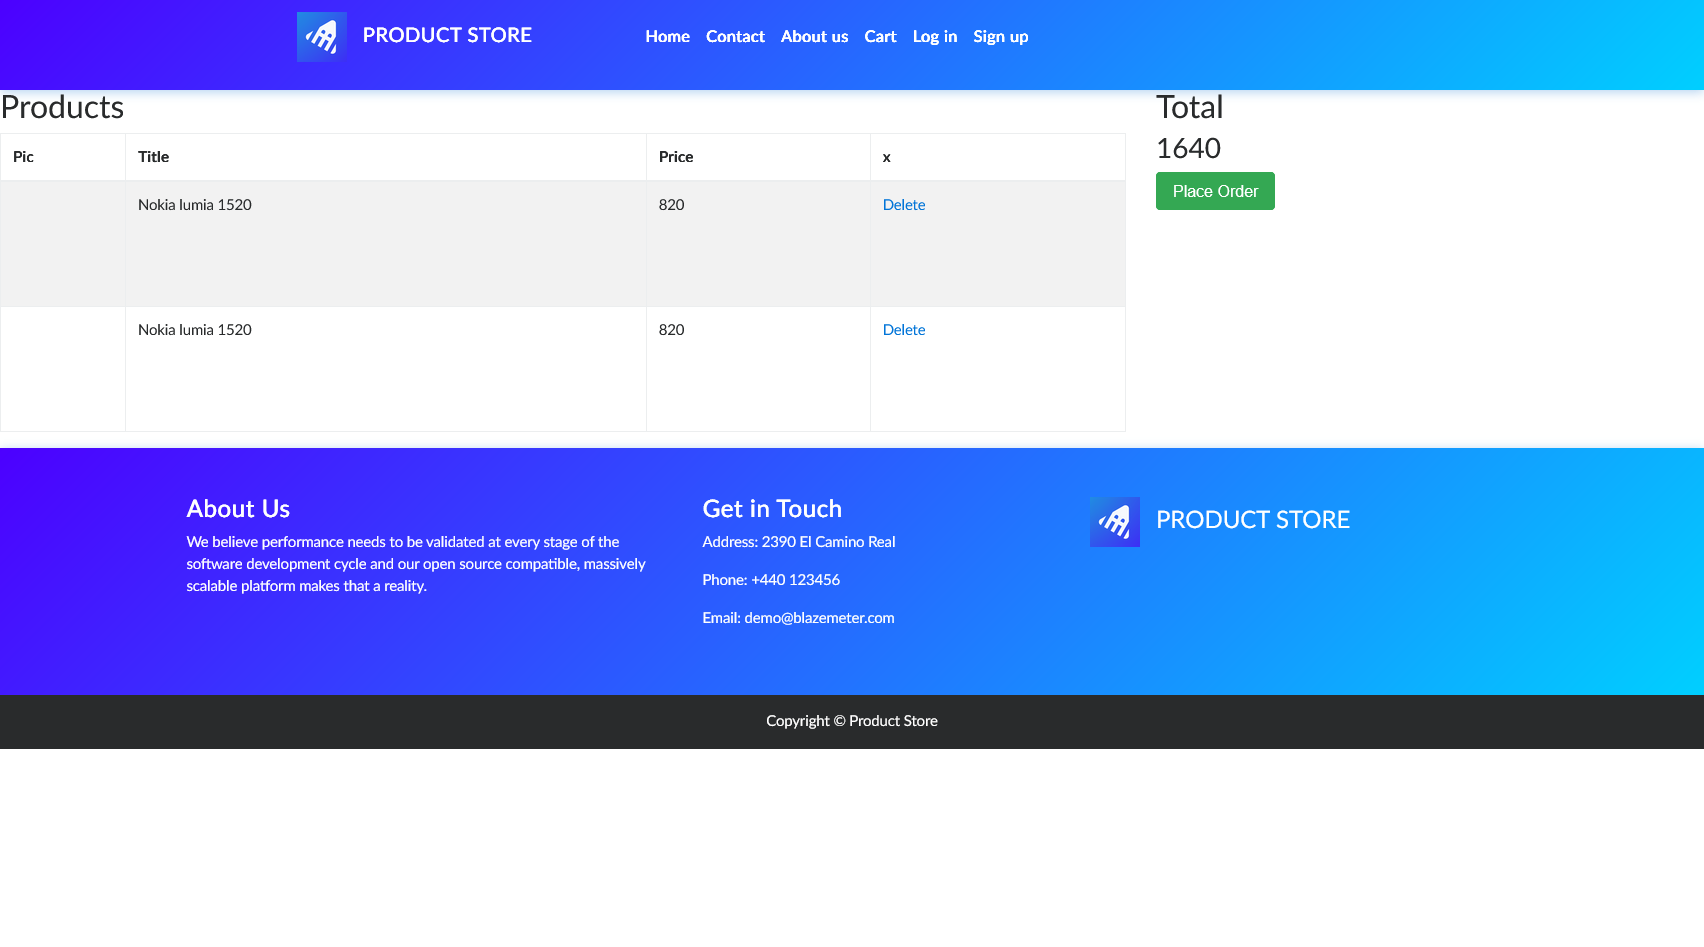 PRODUCT STORE
Home Contact About us Cart Log in Sign up
Products
Pic Title Price x
Nokia lumia 1520 820 Delete
Nokia lumia 1520 820 Delete
Total
1640
Place Order
About Us
We believe performance needs to be validated at every stage of the
software development cycle and our open source compatible, massively
scalable platform makes that a reality.
Get in Touch
Address: 2390 El Camino Real
Phone: +440 123456
Email: demo@blazemeter.com
PRODUCT STORE
Copyright © Product Store